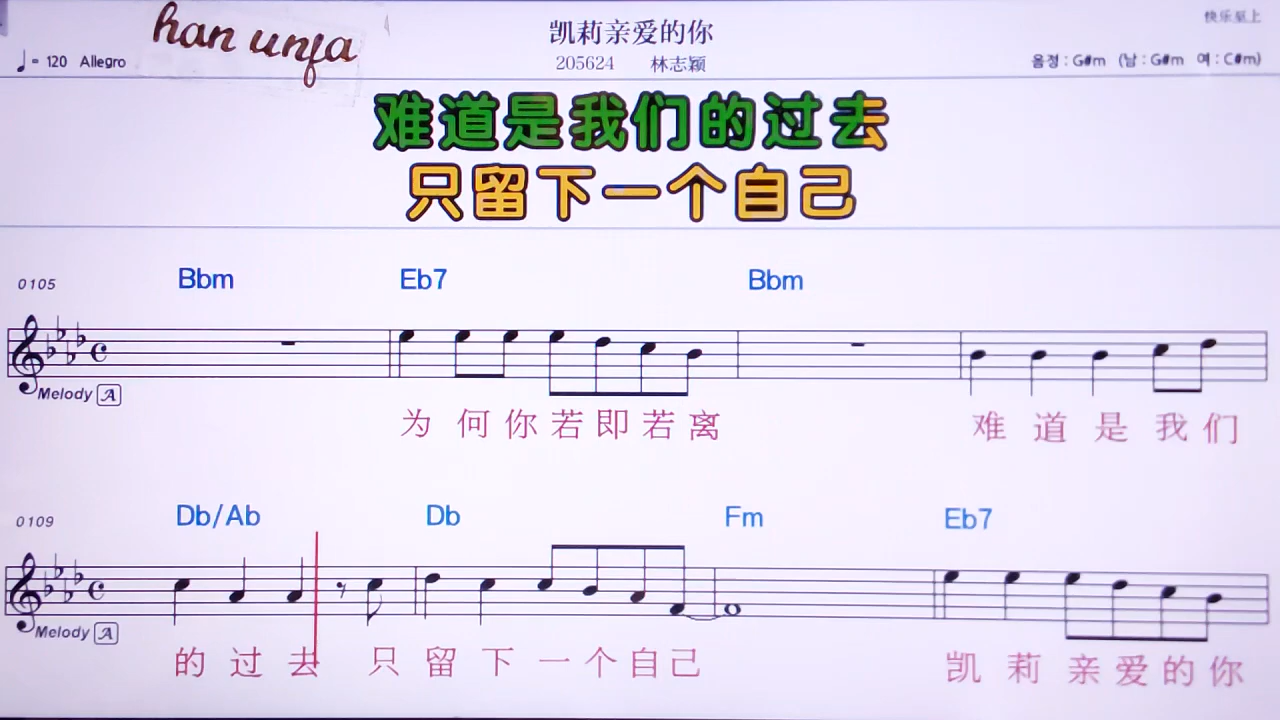 han unja
快乐至上
凯莉亲爱的你
♩= 120 Allegro
205624 林志颖
음정 : G#m (남 : G#m 여 : C#m)
难道是我们的过去
只留下一个自己
0105 Bbm Eb7 Bbm
Melody A
为何你若即若离 难道是我们
0109 Db/Ab Db Fm Eb7
Melody A
的过去 只留下一个自己 凯莉亲爱的你